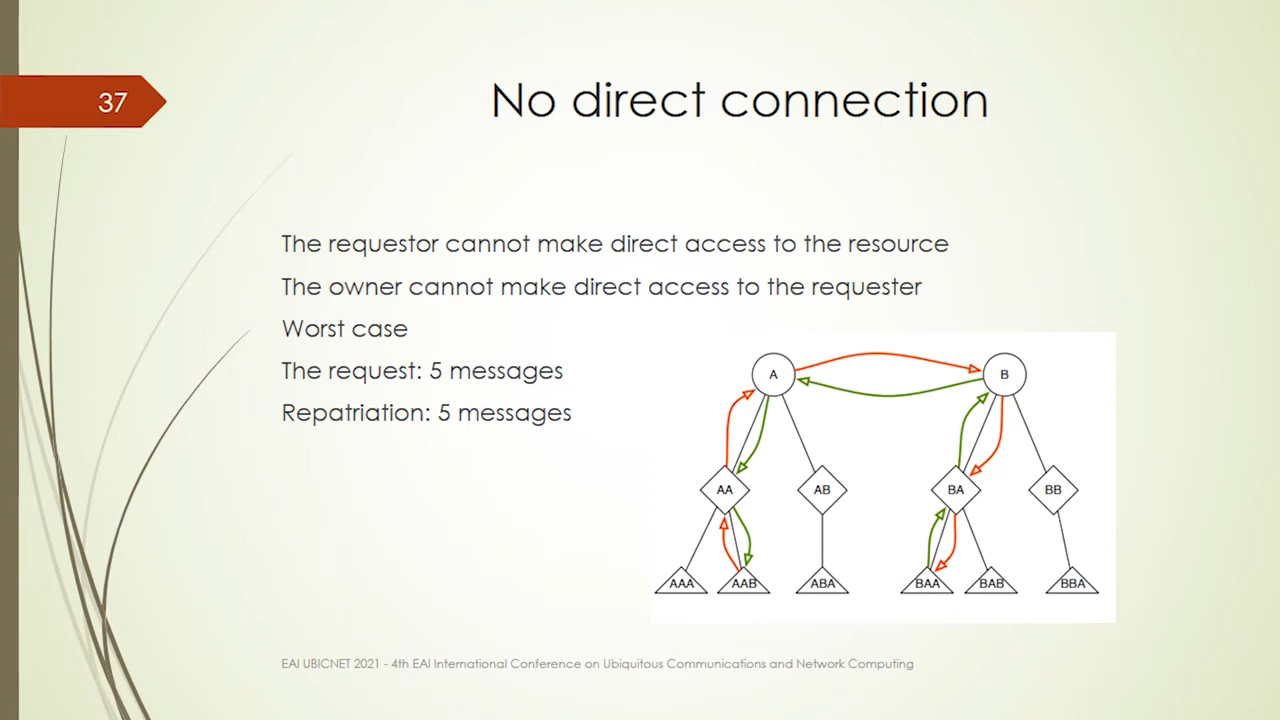 37
No direct connection
The requestor cannot make direct access to the resource
The owner cannot make direct access to the requester
Worst case
The request: 5 messages
Repatriation: 5 messages
A
B
AA
AB
BA
BB
AAA
AAB
ABA
BAA
BAB
BBA
EAI UBICNET 2021 - 4th EAI International Conference on Ubiquitous Communications and Network Computing